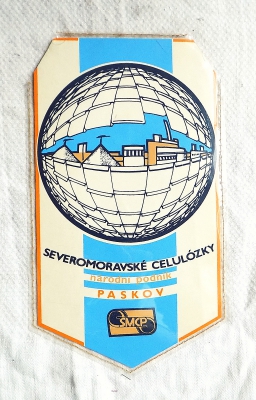 SEVEROMORAVSKÉ CELULÓZKY
národní podnik
PASKOV
SMCP